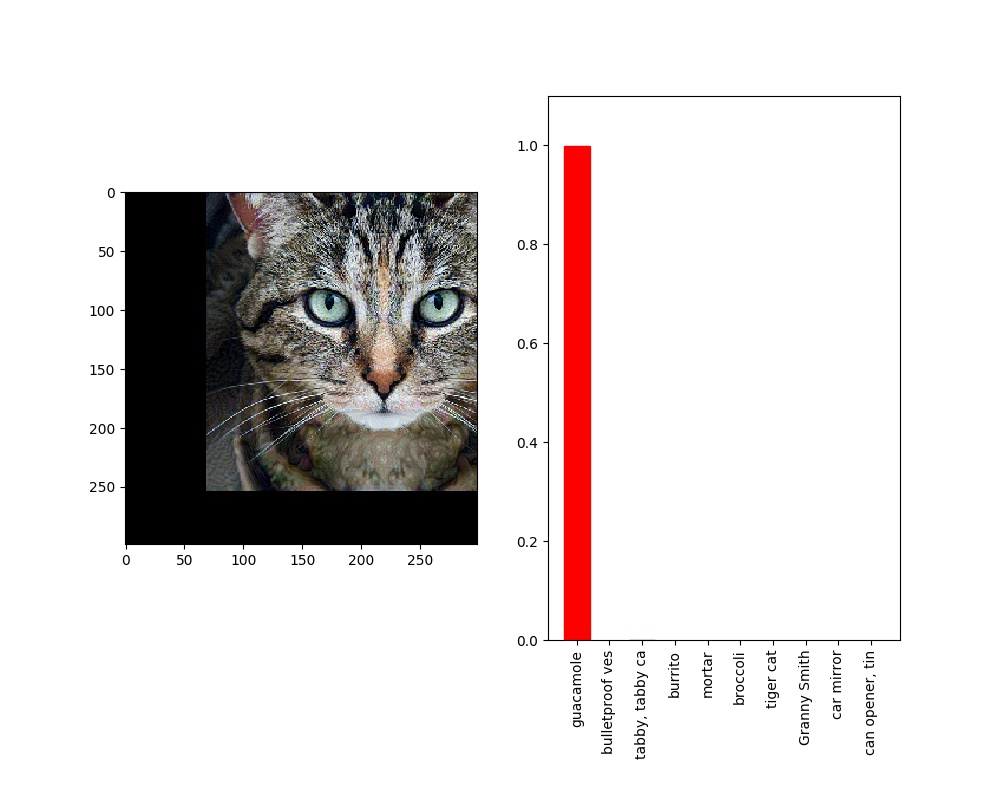 0
50
100
150
200
250
0
50
100
150
200
250
1.0
0.8
0.6
0.4
0.2
0.0
guacamole
bulletproof ves
tabby, tabby ca
burrito
mortar
broccoli
tiger cat
Granny Smith
car mirror
can opener, tin